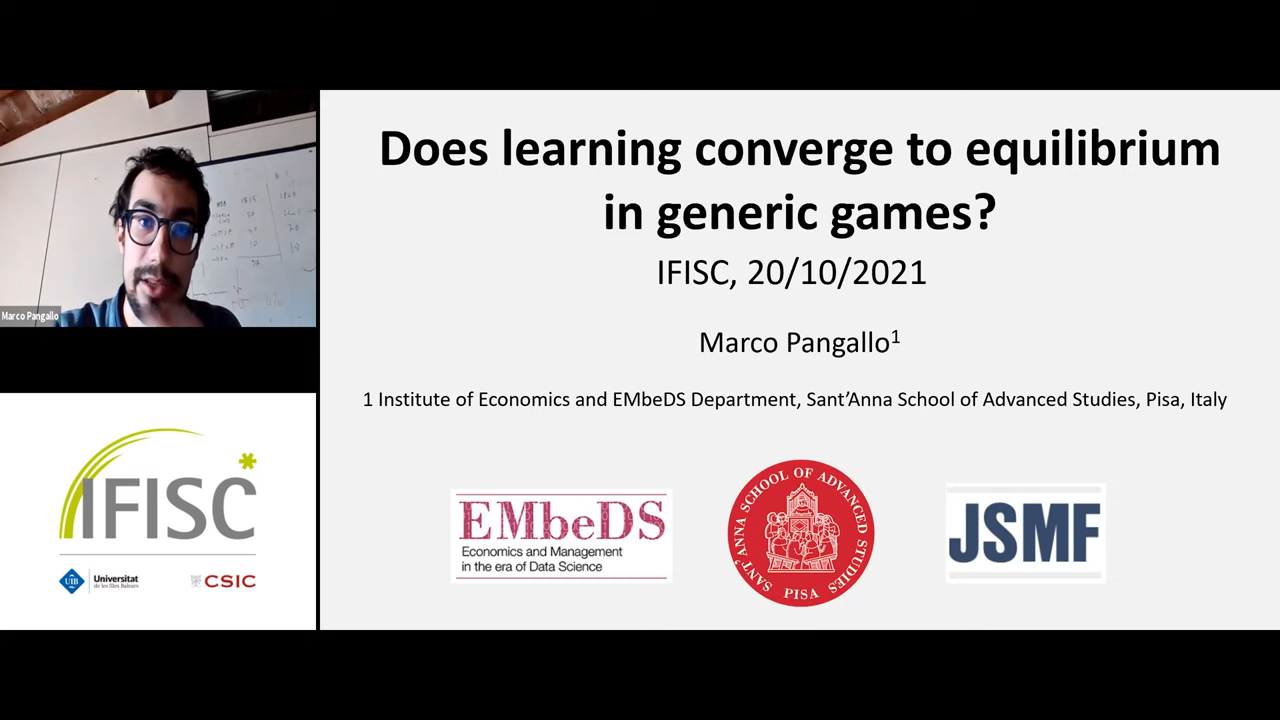 Does learning converge to equilibrium
in generic games?
IFISC, 20/10/2021
Marco Pangallo1
1 Institute of Economics and EMbeDS Department, Sant’Anna School of Advanced Studies, Pisa, Italy
Marco Pangallo
IFISC
UIB
Universitat
de les Illes Balears
CSIC
EMbeDS
Economics and Management
in the era of Data Science
SANT’ANNA SCHOOL OF ADVANCED STUDIES
PISA
JSMF